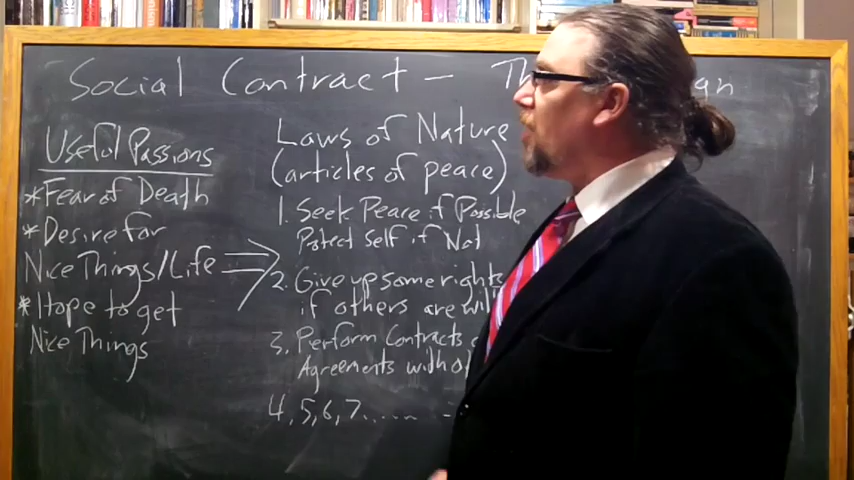 Social Contract – Th
Useful Passions
*Fear of Death
*Desire for
Nice Things/Life
*Hope to get
Nice Things
Laws of Nature
(articles of peace)
1. Seek Peace if Possible
Protect Self if Not
2. Give up some rights
if others are
3. Perform Contracts
Agreements with
4,5,6,7.....